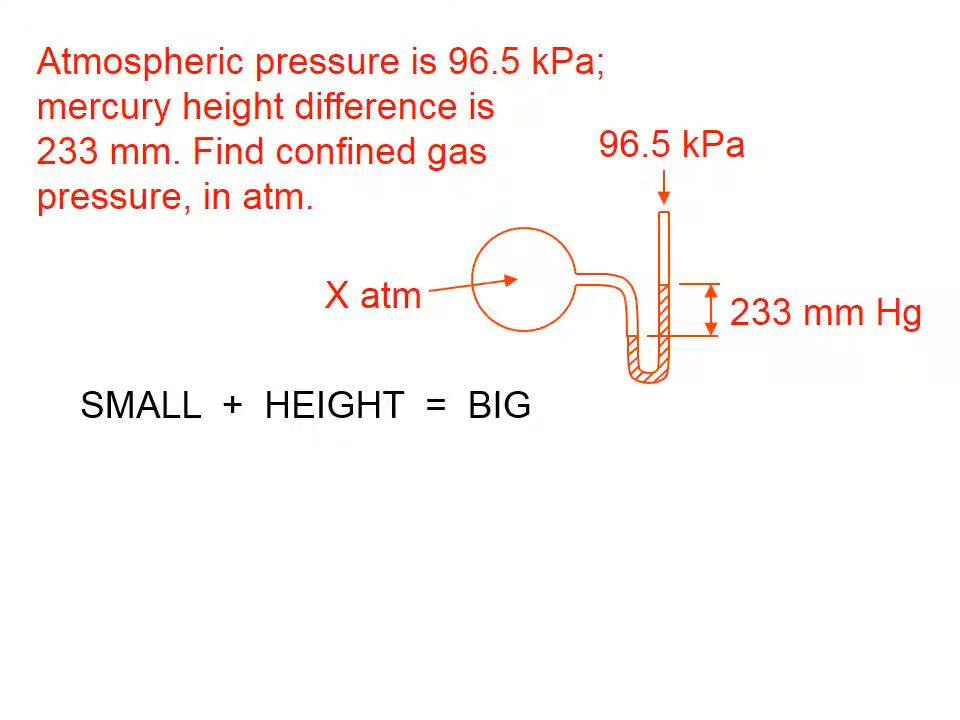 Atmospheric pressure is 96.5 kPa;
mercury height difference is
233 mm. Find confined gas
pressure, in atm.
96.5 kPa
X atm
233 mm Hg
SMALL + HEIGHT = BIG